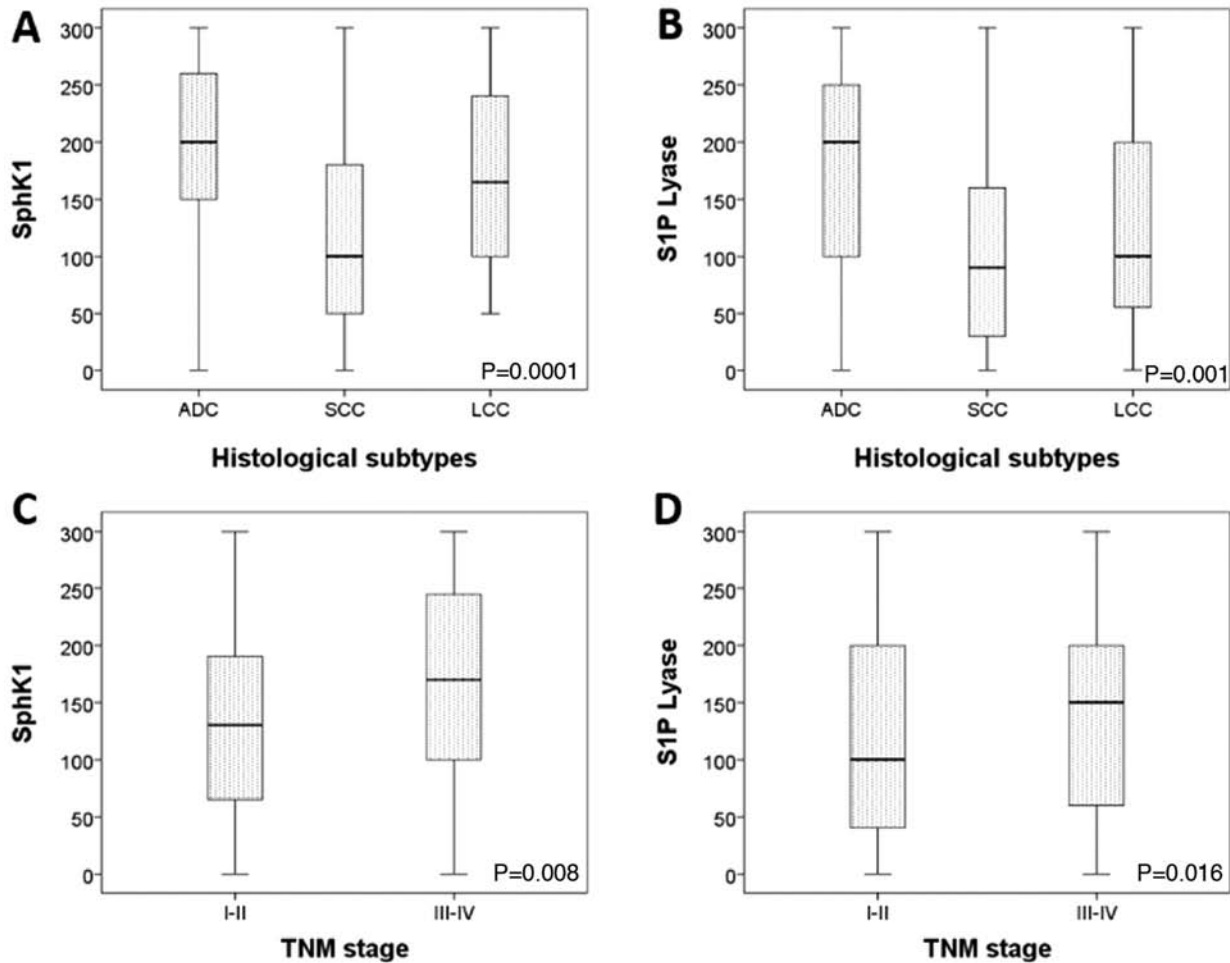 A
SphK1
300
250
200
150
100
50
0
P=0.0001
ADC SCC LCC
Histological subtypes
B
S1P Lyase
300
250
200
150
100
50
0
P=0.001
ADC SCC LCC
Histological subtypes
C
SphK1
300
250
200
150
100
50
0
P=0.008
I-II III-IV
TNM stage
D
S1P Lyase
300
250
200
150
100
50
0
P=0.016
I-II III-IV
TNM stage